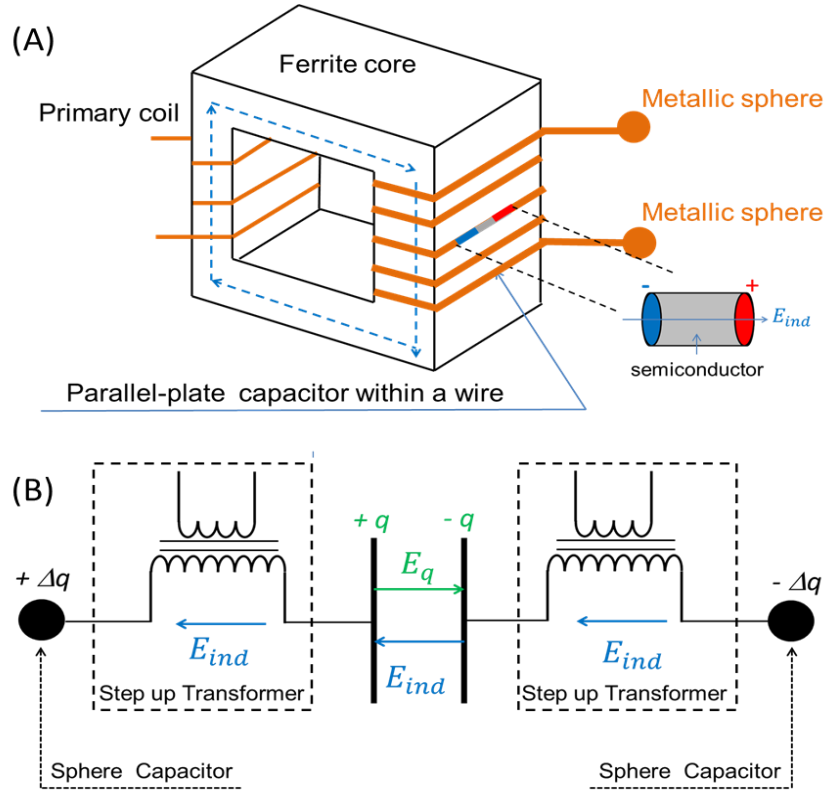 (A)
Ferrite core
Primary coil
Metallic sphere
Metallic sphere
- +
E_ind
semiconductor
Parallel-plate capacitor within a wire
(B)
+ q - q
+ Δq
E_q
- Δq
E_ind
E_ind
E_ind
Step up Transformer
Step up Transformer
Sphere Capacitor
Sphere Capacitor